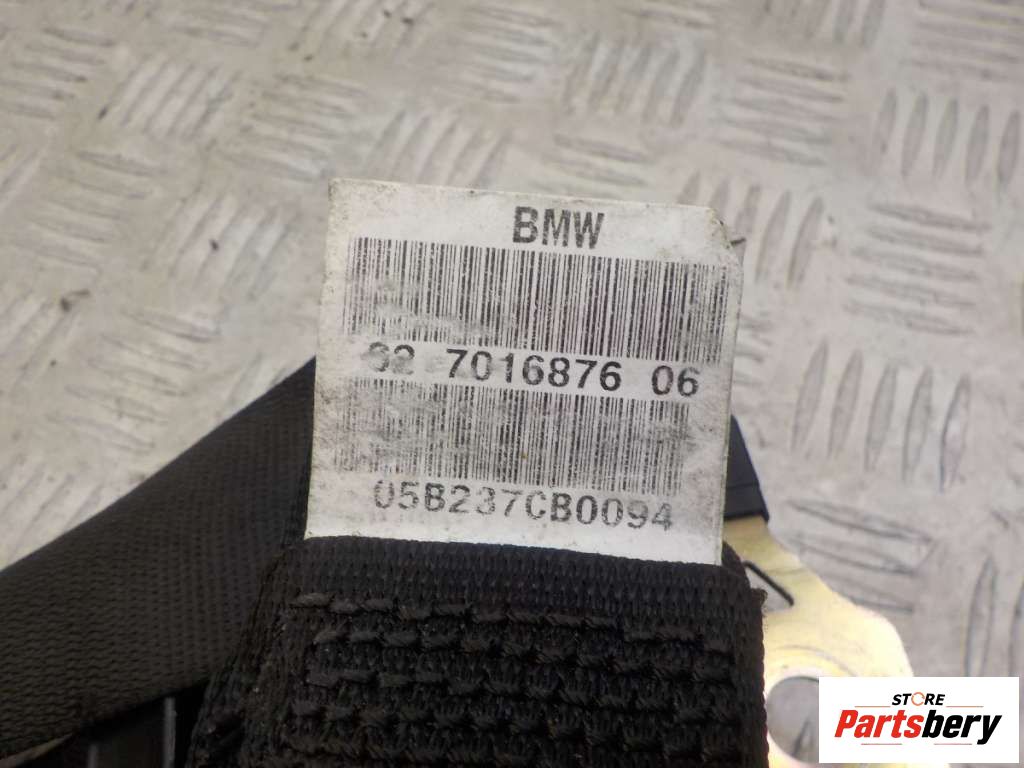 BMW
7016876 06
05B237CB0094
STORE
Partsbery